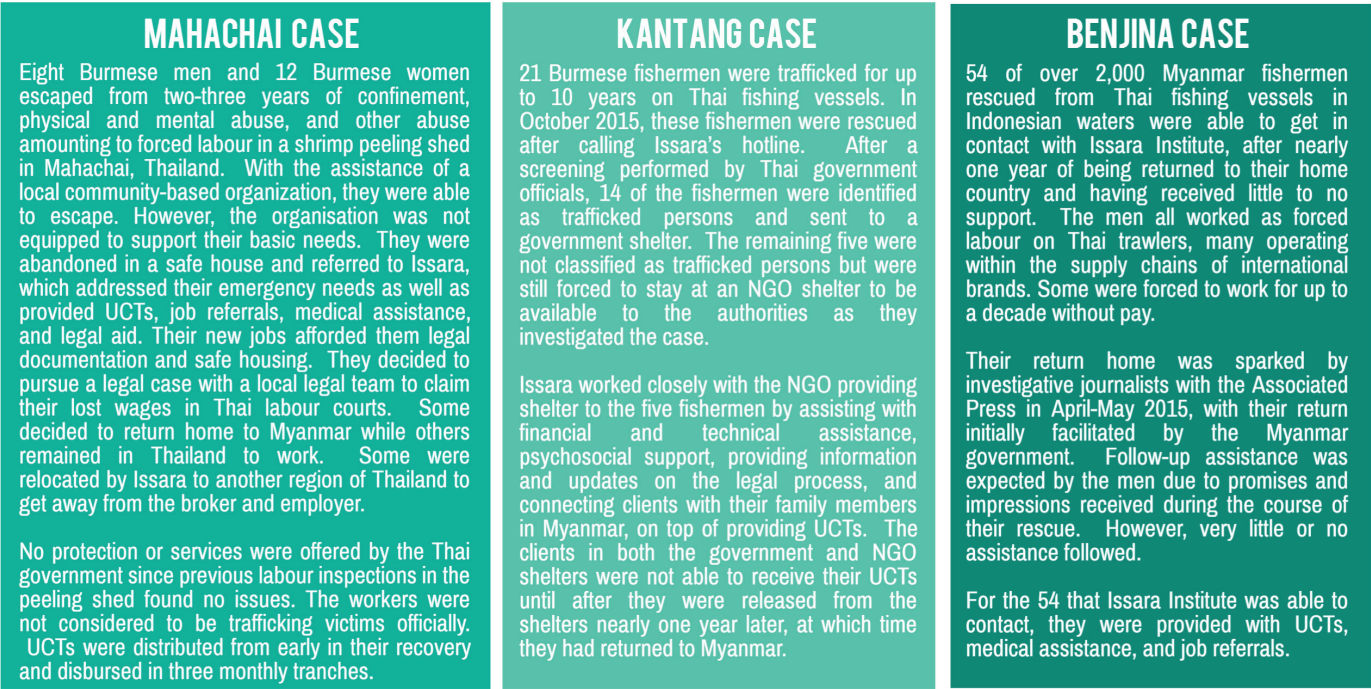 MAHACHAI CASE
Eight Burmese men and 12 Burmese women
escaped from two-three years of confinement,
physical and mental abuse, and other abuse
amounting to forced labour in a shrimp peeling shed
in Mahachai, Thailand. With the assistance of a
local community-based organization, they were able
to escape. However, the organisation was not
equipped to support their basic needs. They were
abandoned in a safe house and referred to Issara,
which addressed their emergency needs as well as
provided UCTs, job referrals, medical assistance,
and legal aid. Their new jobs afforded them legal
documentation and safe housing. They decided to
pursue a legal case with a local legal team to claim
their lost wages in Thai labour courts. Some
decided to return home to Myanmar while others
remained in Thailand to work. Some were
relocated by Issara to another region of Thailand to
get away from the broker and employer.
No protection or services were offered by the Thai
government since previous labour inspections in the
peeling shed found no issues. The workers were
not considered to be trafficking victims officially.
UCTs were distributed from early in their recovery
and disbursed in three monthly tranches.
KANTANG CASE
21 Burmese fishermen were trafficked for up
to 10 years on Thai fishing vessels. In
October 2015, these fishermen were rescued
after calling Issara's hotline. After a
screening performed by Thai government
officials, 14 of the fishermen were identified
as trafficked persons and sent to a
government shelter. The remaining five were
not classified as trafficked persons but were
still forced to stay at an NGO shelter to be
available to the authorities as they
investigated the case.
Issara worked closely with the NGO providing
shelter to the five fishermen by assisting with
financial and technical assistance,
psychosocial support, providing information
and updates on the legal process, and
connecting clients with their family members
in Myanmar, on top of providing UCTs. The
clients in both the government and NGO
shelters were not able to receive their UCTs
until after they were released from the
shelters nearly one year later, at which time
they had returned to Myanmar.
BENJINA CASE
54 of over 2,000 Myanmar fishermen
rescued from Thai fishing vessels in
Indonesian waters were able to get in
contact with Issara Institute, after nearly
one year of being returned to their home
country and having received little to no
support. The men all worked as forced
labour on Thai trawlers, many operating
within the supply chains of international
brands. Some were forced to work for up to
a decade without pay.
Their return home was sparked by
investigative journalists with the Associated
Press in April-May 2015, with their return
initially facilitated by the Myanmar
government. Follow-up assistance was
expected by the men due to promises and
impressions received during the course of
their rescue. However, very little or no
assistance followed.
For the 54 that Issara Institute was able to
contact, they were provided with UCTs,
medical assistance, and job referrals.